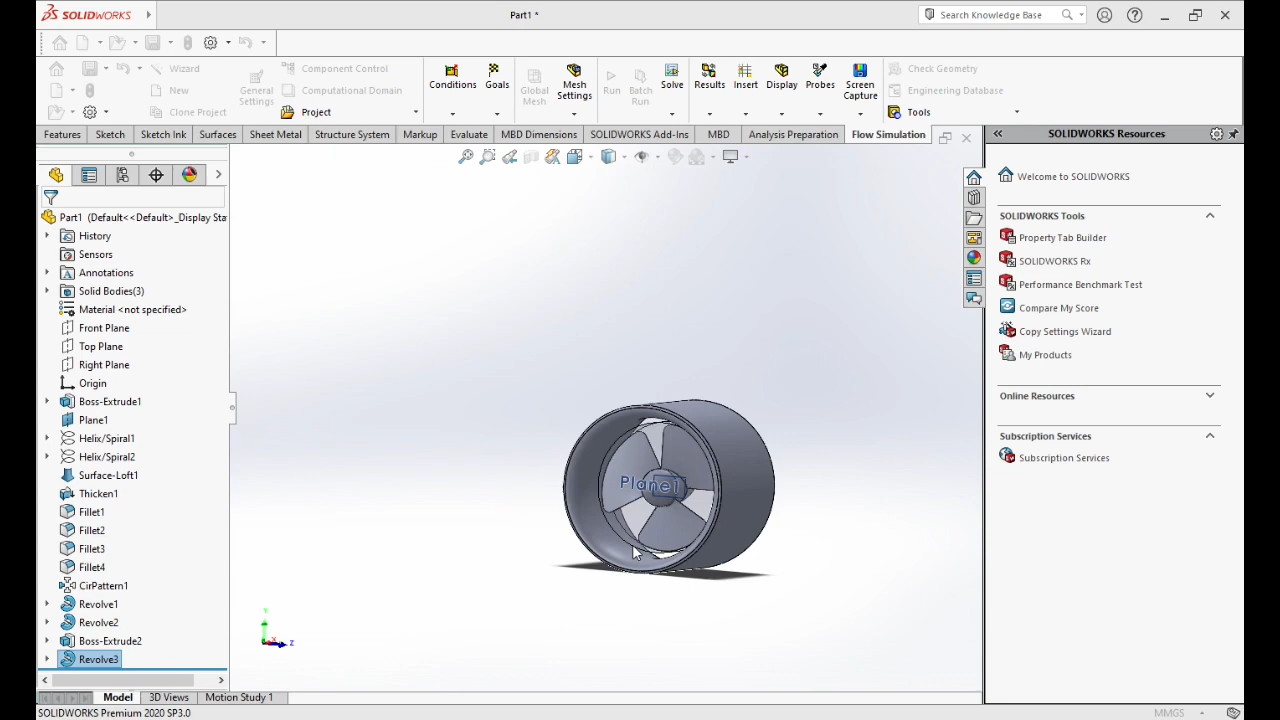 SOLIDWORKS
Part1 *
Search Knowledge Base
Wizard
New
Clone Project
General Settings
Component Control
Computational Domain
Project
Conditions
Goals
Global Mesh
Mesh Settings
Run
Batch Run
Solve
Results
Insert
Display
Probes
Screen Capture
Check Geometry
Engineering Database
Tools
Features
Sketch
Sketch Ink
Surfaces
Sheet Metal
Structure System
Markup
Evaluate
MBD Dimensions
SOLIDWORKS Add-Ins
MBD
Analysis Preparation
Flow Simulation
SOLIDWORKS Resources
Part1 (Default<<Default>_Display Sta
History
Sensors
Annotations
Solid Bodies(3)
Material <not specified>
Front Plane
Top Plane
Right Plane
Origin
Boss-Extrude1
Plane1
Helix/Spiral1
Helix/Spiral2
Surface-Loft1
Thicken1
Fillet1
Fillet2
Fillet3
Fillet4
CirPattern1
Revolve1
Revolve2
Boss-Extrude2
Revolve3
Plane1
Y
X
Z
Welcome to SOLIDWORKS
SOLIDWORKS Tools
Property Tab Builder
SOLIDWORKS Rx
Performance Benchmark Test
Compare My Score
Copy Settings Wizard
My Products
Online Resources
Subscription Services
Subscription Services
Model
3D Views
Motion Study 1
SOLIDWORKS Premium 2020 SP3.0
MMGS